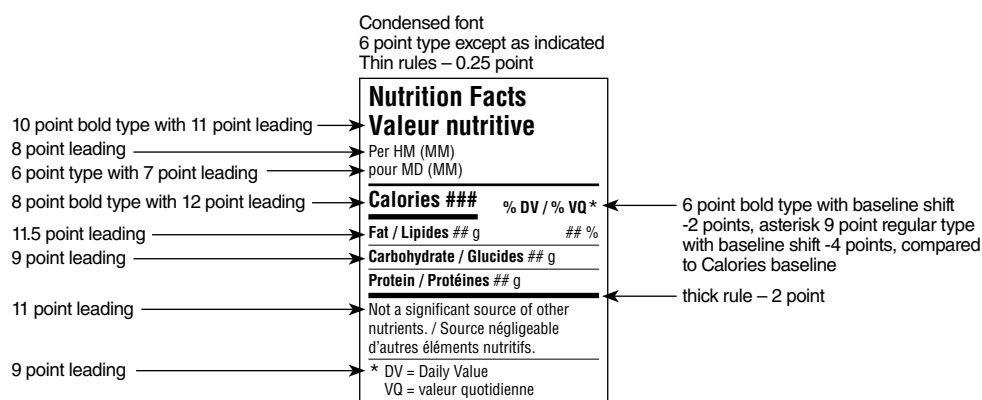 Condensed font
6 point type except as indicated
Thin rules – 0.25 point
Nutrition Facts
10 point bold type with 11 point leading
Valeur nutritive
8 point leading
Per HM (MM)
6 point type with 7 point leading
pour MD (MM)
8 point bold type with 12 point leading
Calories ###
% DV / % VQ*
6 point bold type with baseline shift
-2 points, asterisk 9 point regular type
with baseline shift -4 points, compared
to Calories baseline
11.5 point leading
Fat / Lipides ## g ## %
9 point leading
Carbohydrate / Glucides ## g
Protein / Protéines ## g
thick rule – 2 point
11 point leading
Not a significant source of other
nutrients. / Source négligeable
d'autres éléments nutritifs.
9 point leading
* DV = Daily Value
VQ = valeur quotidienne